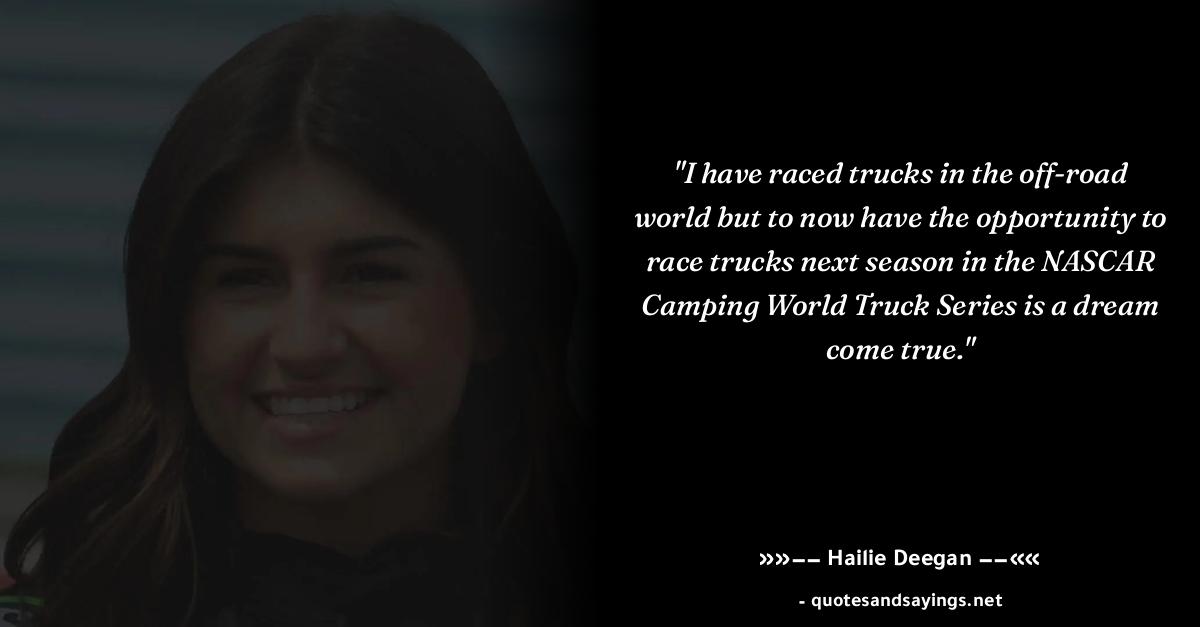 "I have raced trucks in the off-road
world but to now have the opportunity to
race trucks next season in the NASCAR
Camping World Truck Series is a dream
come true."
»»–– Hailie Deegan ––««
- quotesandsayings.net